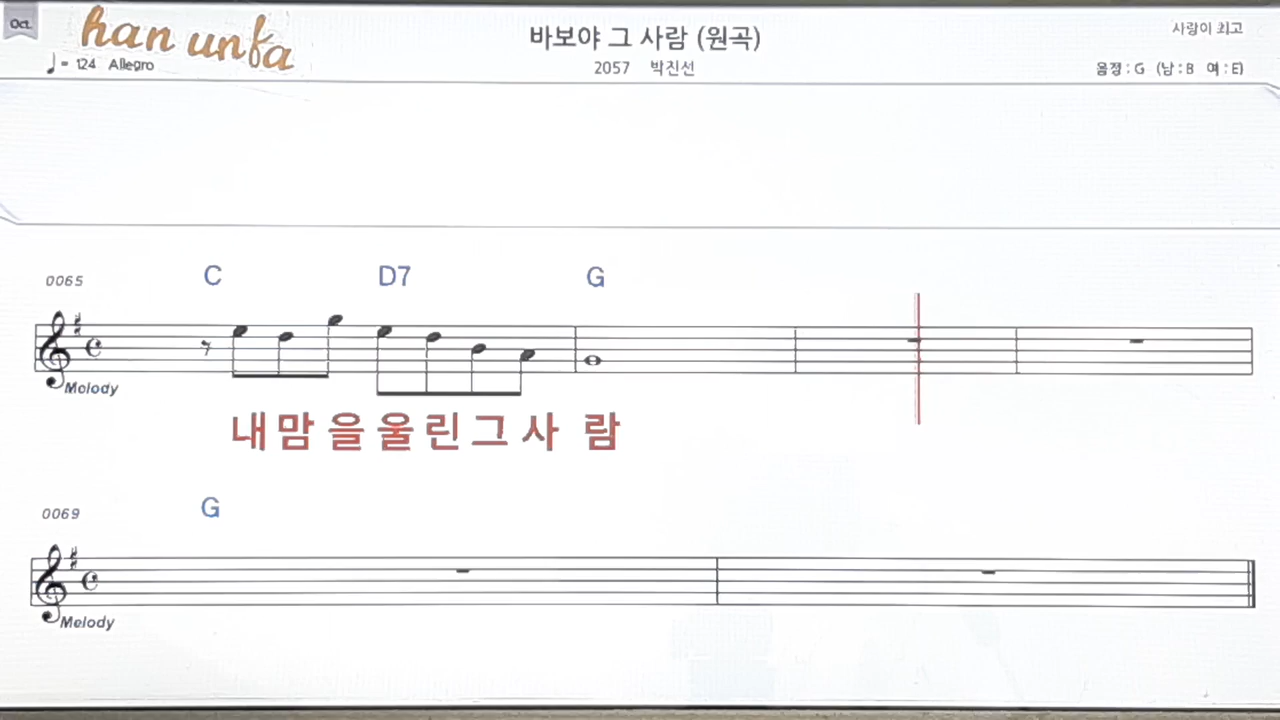 Oct.
han unfa
바보야 그 사람 (원곡)
사랑이 최고
♩ = 124 Allegro
2057 박진선
음정 : G (남 : B 여 : E)
0065
C D7 G
Melody
내 맘 을 울 린 그 사 람
0069
G
Melody